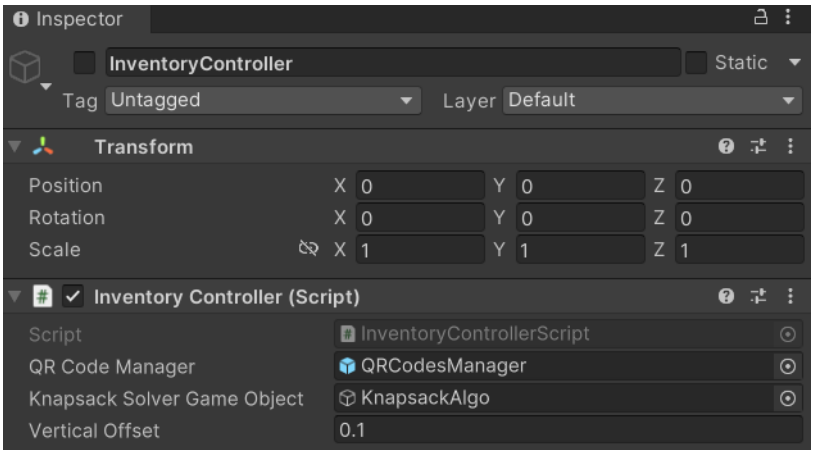 Inspector
InventoryController Static
Tag Untagged Layer Default
Transform
Position X 0 Y 0 Z 0
Rotation X 0 Y 0 Z 0
Scale X 1 Y 1 Z 1
# Inventory Controller (Script)
Script # InventoryControllerScript
QR Code Manager QRCodesManager
Knapsack Solver Game Object KnapsackAlgo
Vertical Offset 0.1